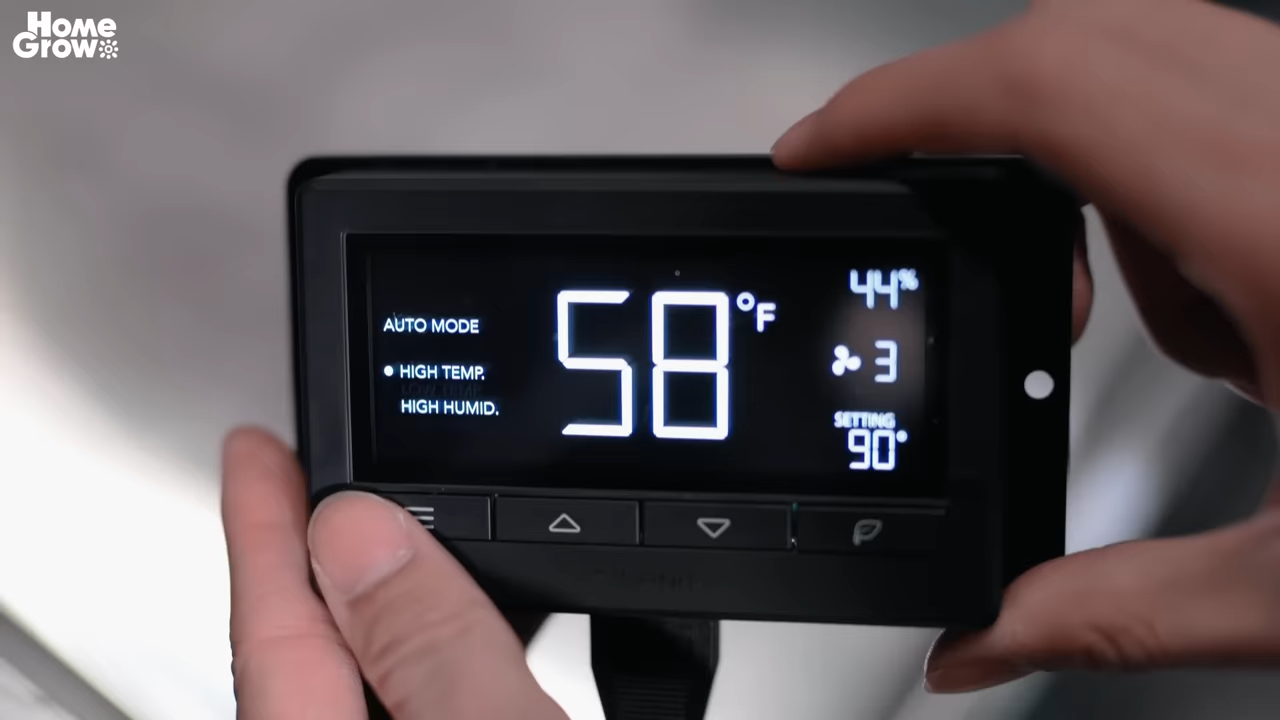 Home
Grow
AUTO MODE
HIGH TEMP.
HIGH HUMID.
58°F
44%
3
SETTING
90°